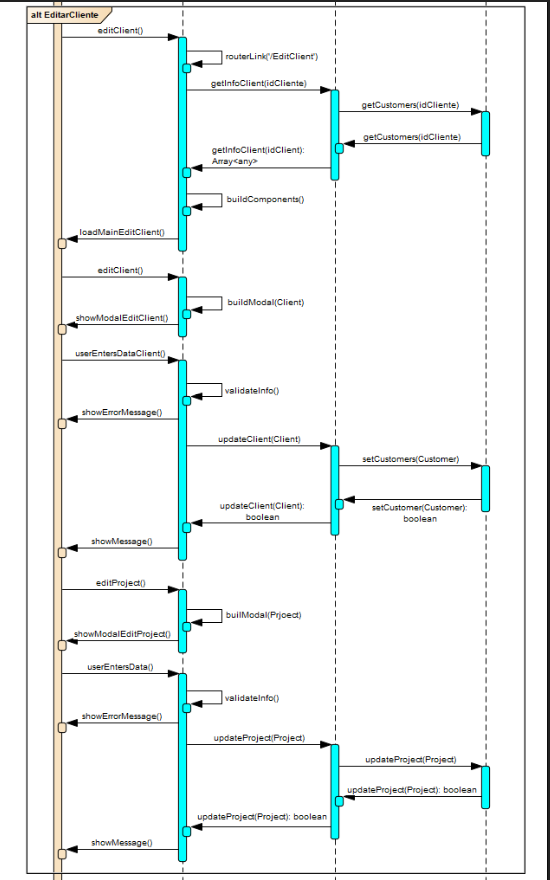 alt EditarCliente
editClient()
routerLink('/EditClient')
getInfoClient(idCliente)
getCustomers(idCliente)
getCustomers(idCliente)
getInfoClient(idClient):
Array<any>
buildComponents()
loadMainEditClient()
editClient()
buildModal(Client)
showModalEditClient()
userEntersDataClient()
validateInfo()
showErrorMessage()
updateClient(Client)
setCustomers(Customer)
updateClient(Client):
boolean
setCustomer(Customer):
boolean
showMessage()
editProject()
builModal(Prjoect)
showModalEditProject()
userEntersData()
validateInfo()
showErrorMessage()
updateProject(Project)
updateProject(Project)
updateProject(Project): boolean
updateProject(Project): boolean
showMessage()